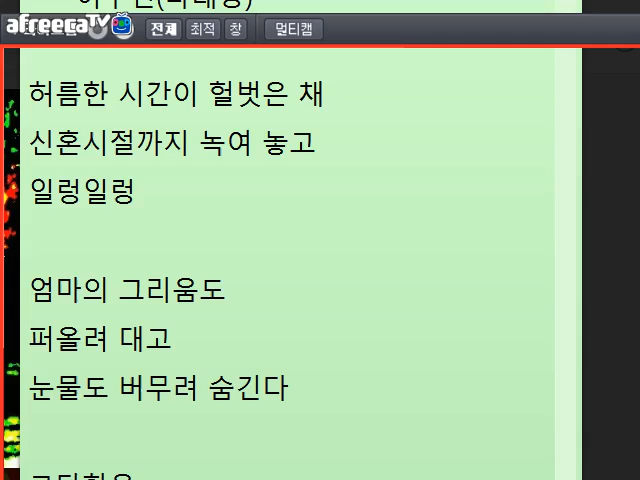 afreecaTV
전체 최적 창 멀티캠
허름한 시간이 헐벗은 채
신혼시절까지 녹여 놓고
일렁일렁
엄마의 그리움도
퍼올려 대고
눈물도 버무려 숨긴다